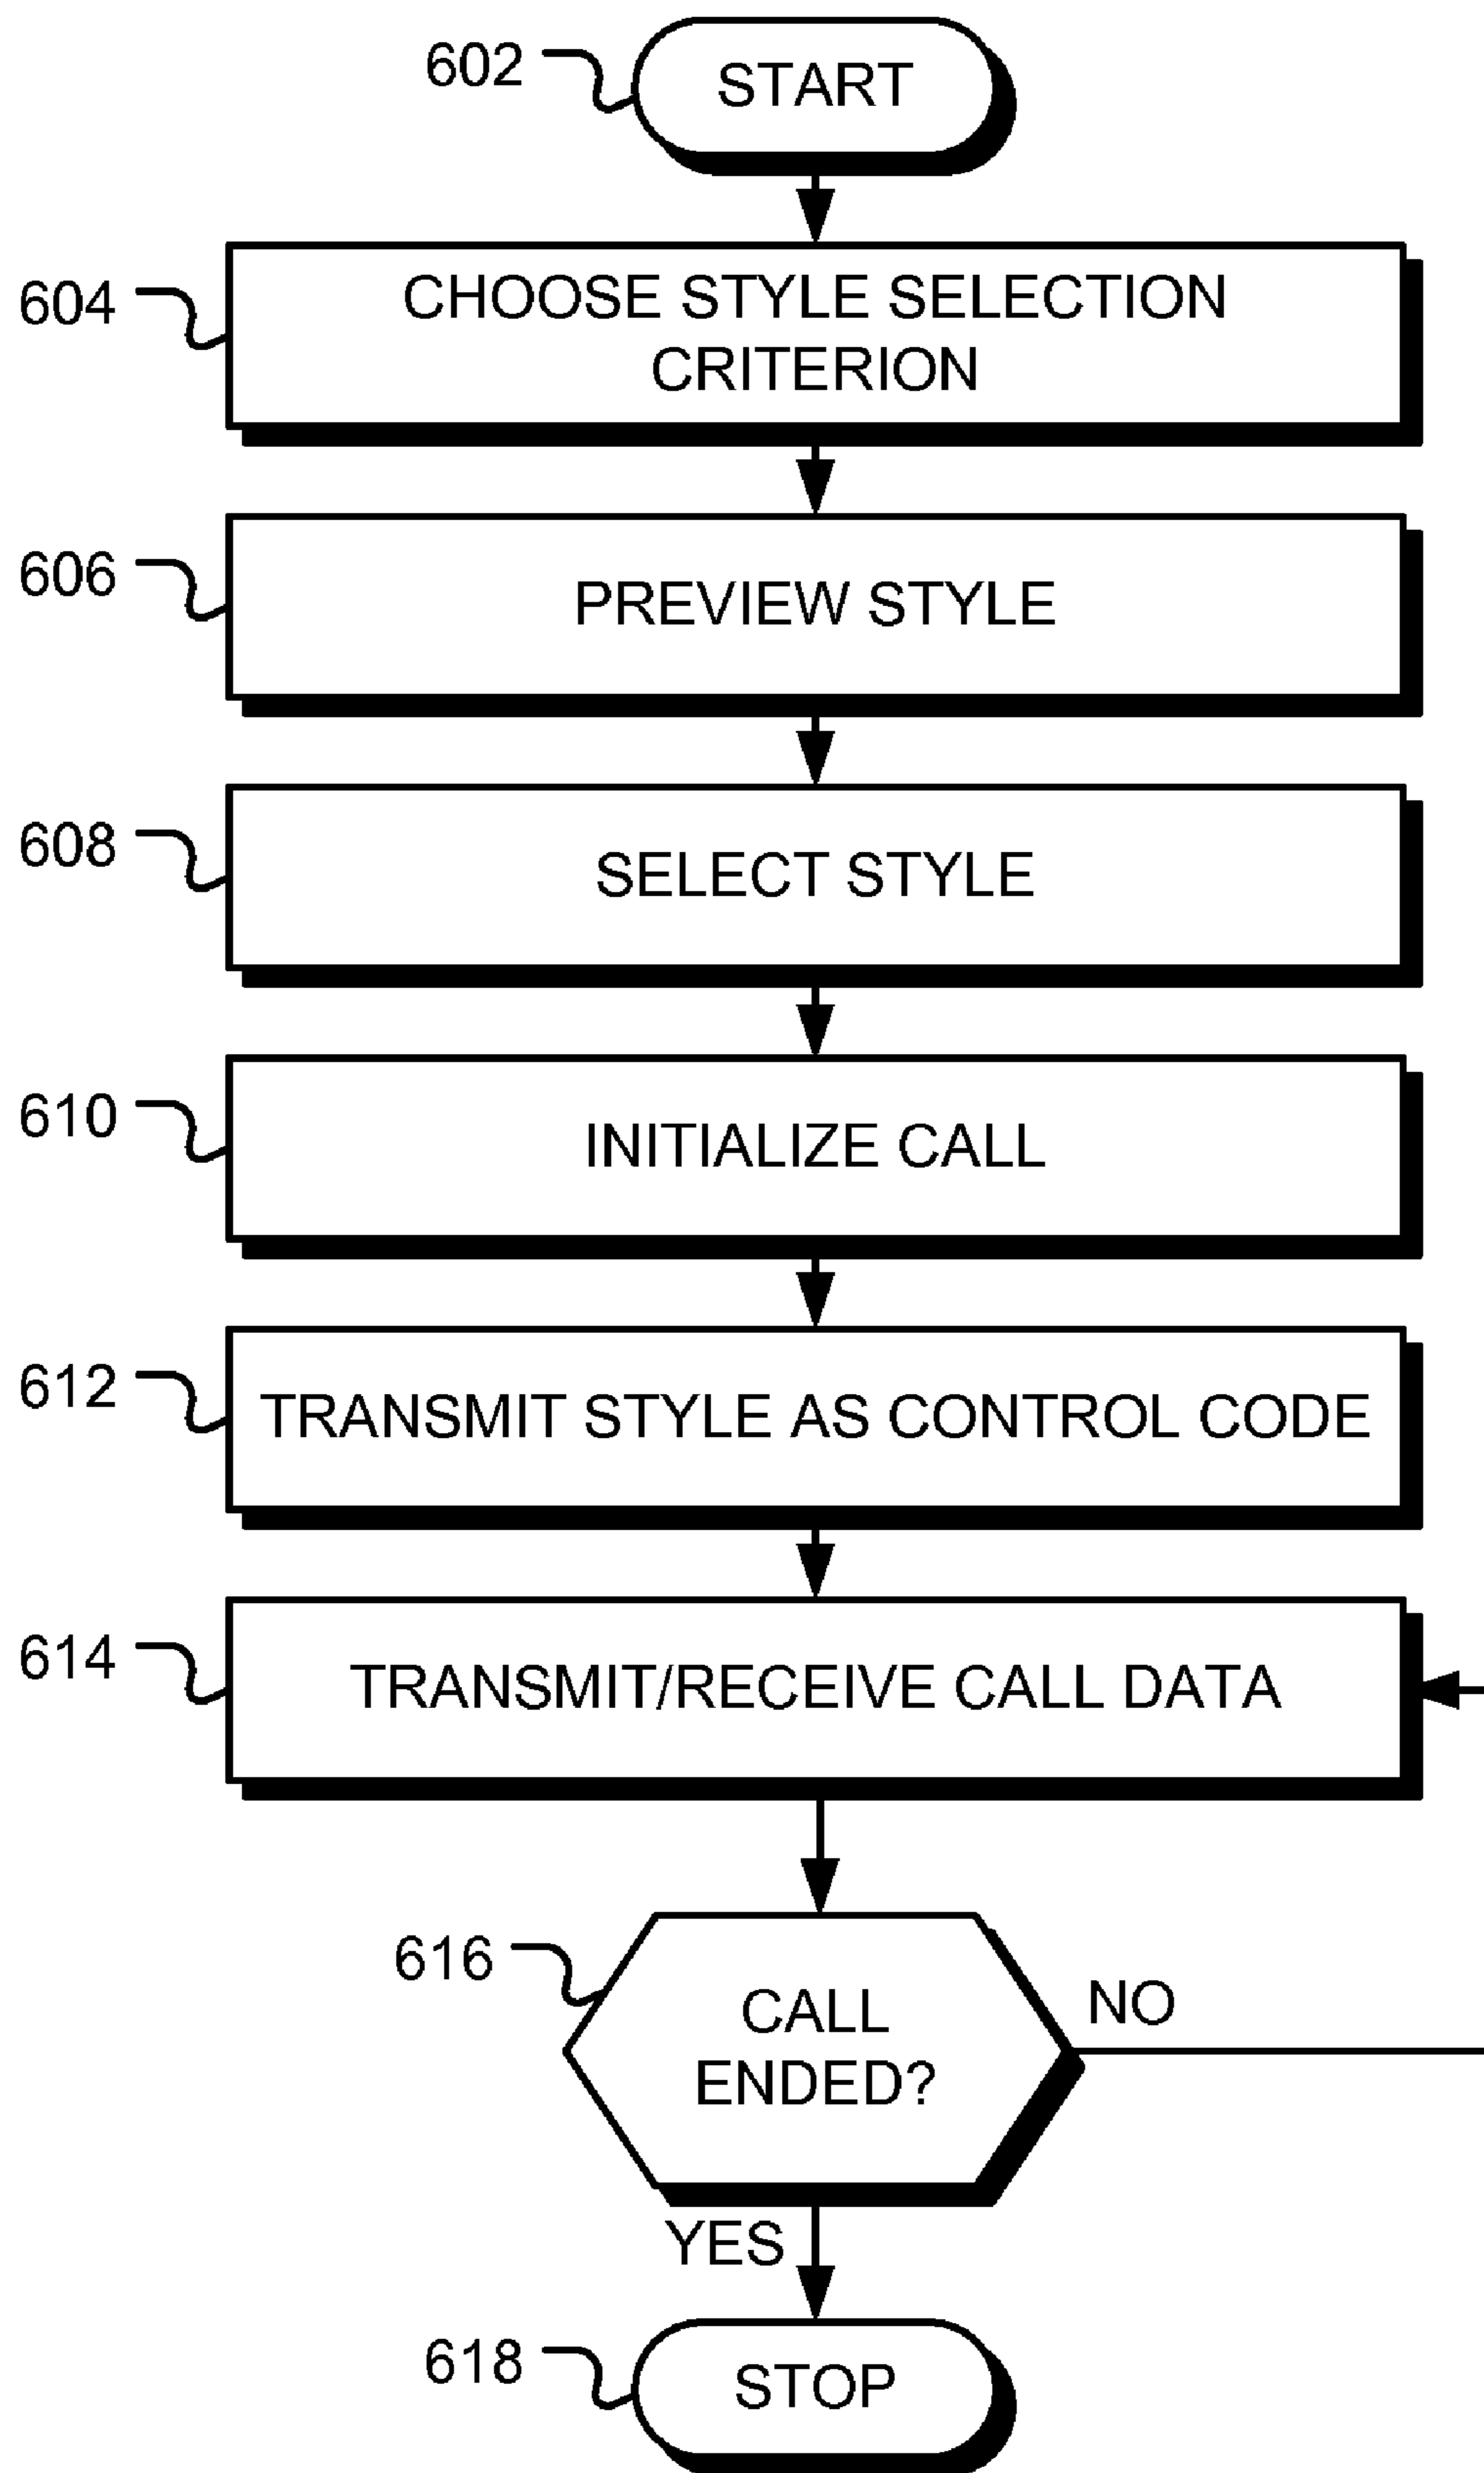 602
START
604
CHOOSE STYLE SELECTION
CRITERION
606
PREVIEW STYLE
608
SELECT STYLE
610
INITIALIZE CALL
612
TRANSMIT STYLE AS CONTROL CODE
614
TRANSMIT/RECEIVE CALL DATA
616
CALL
ENDED?
NO
YES
618
STOP